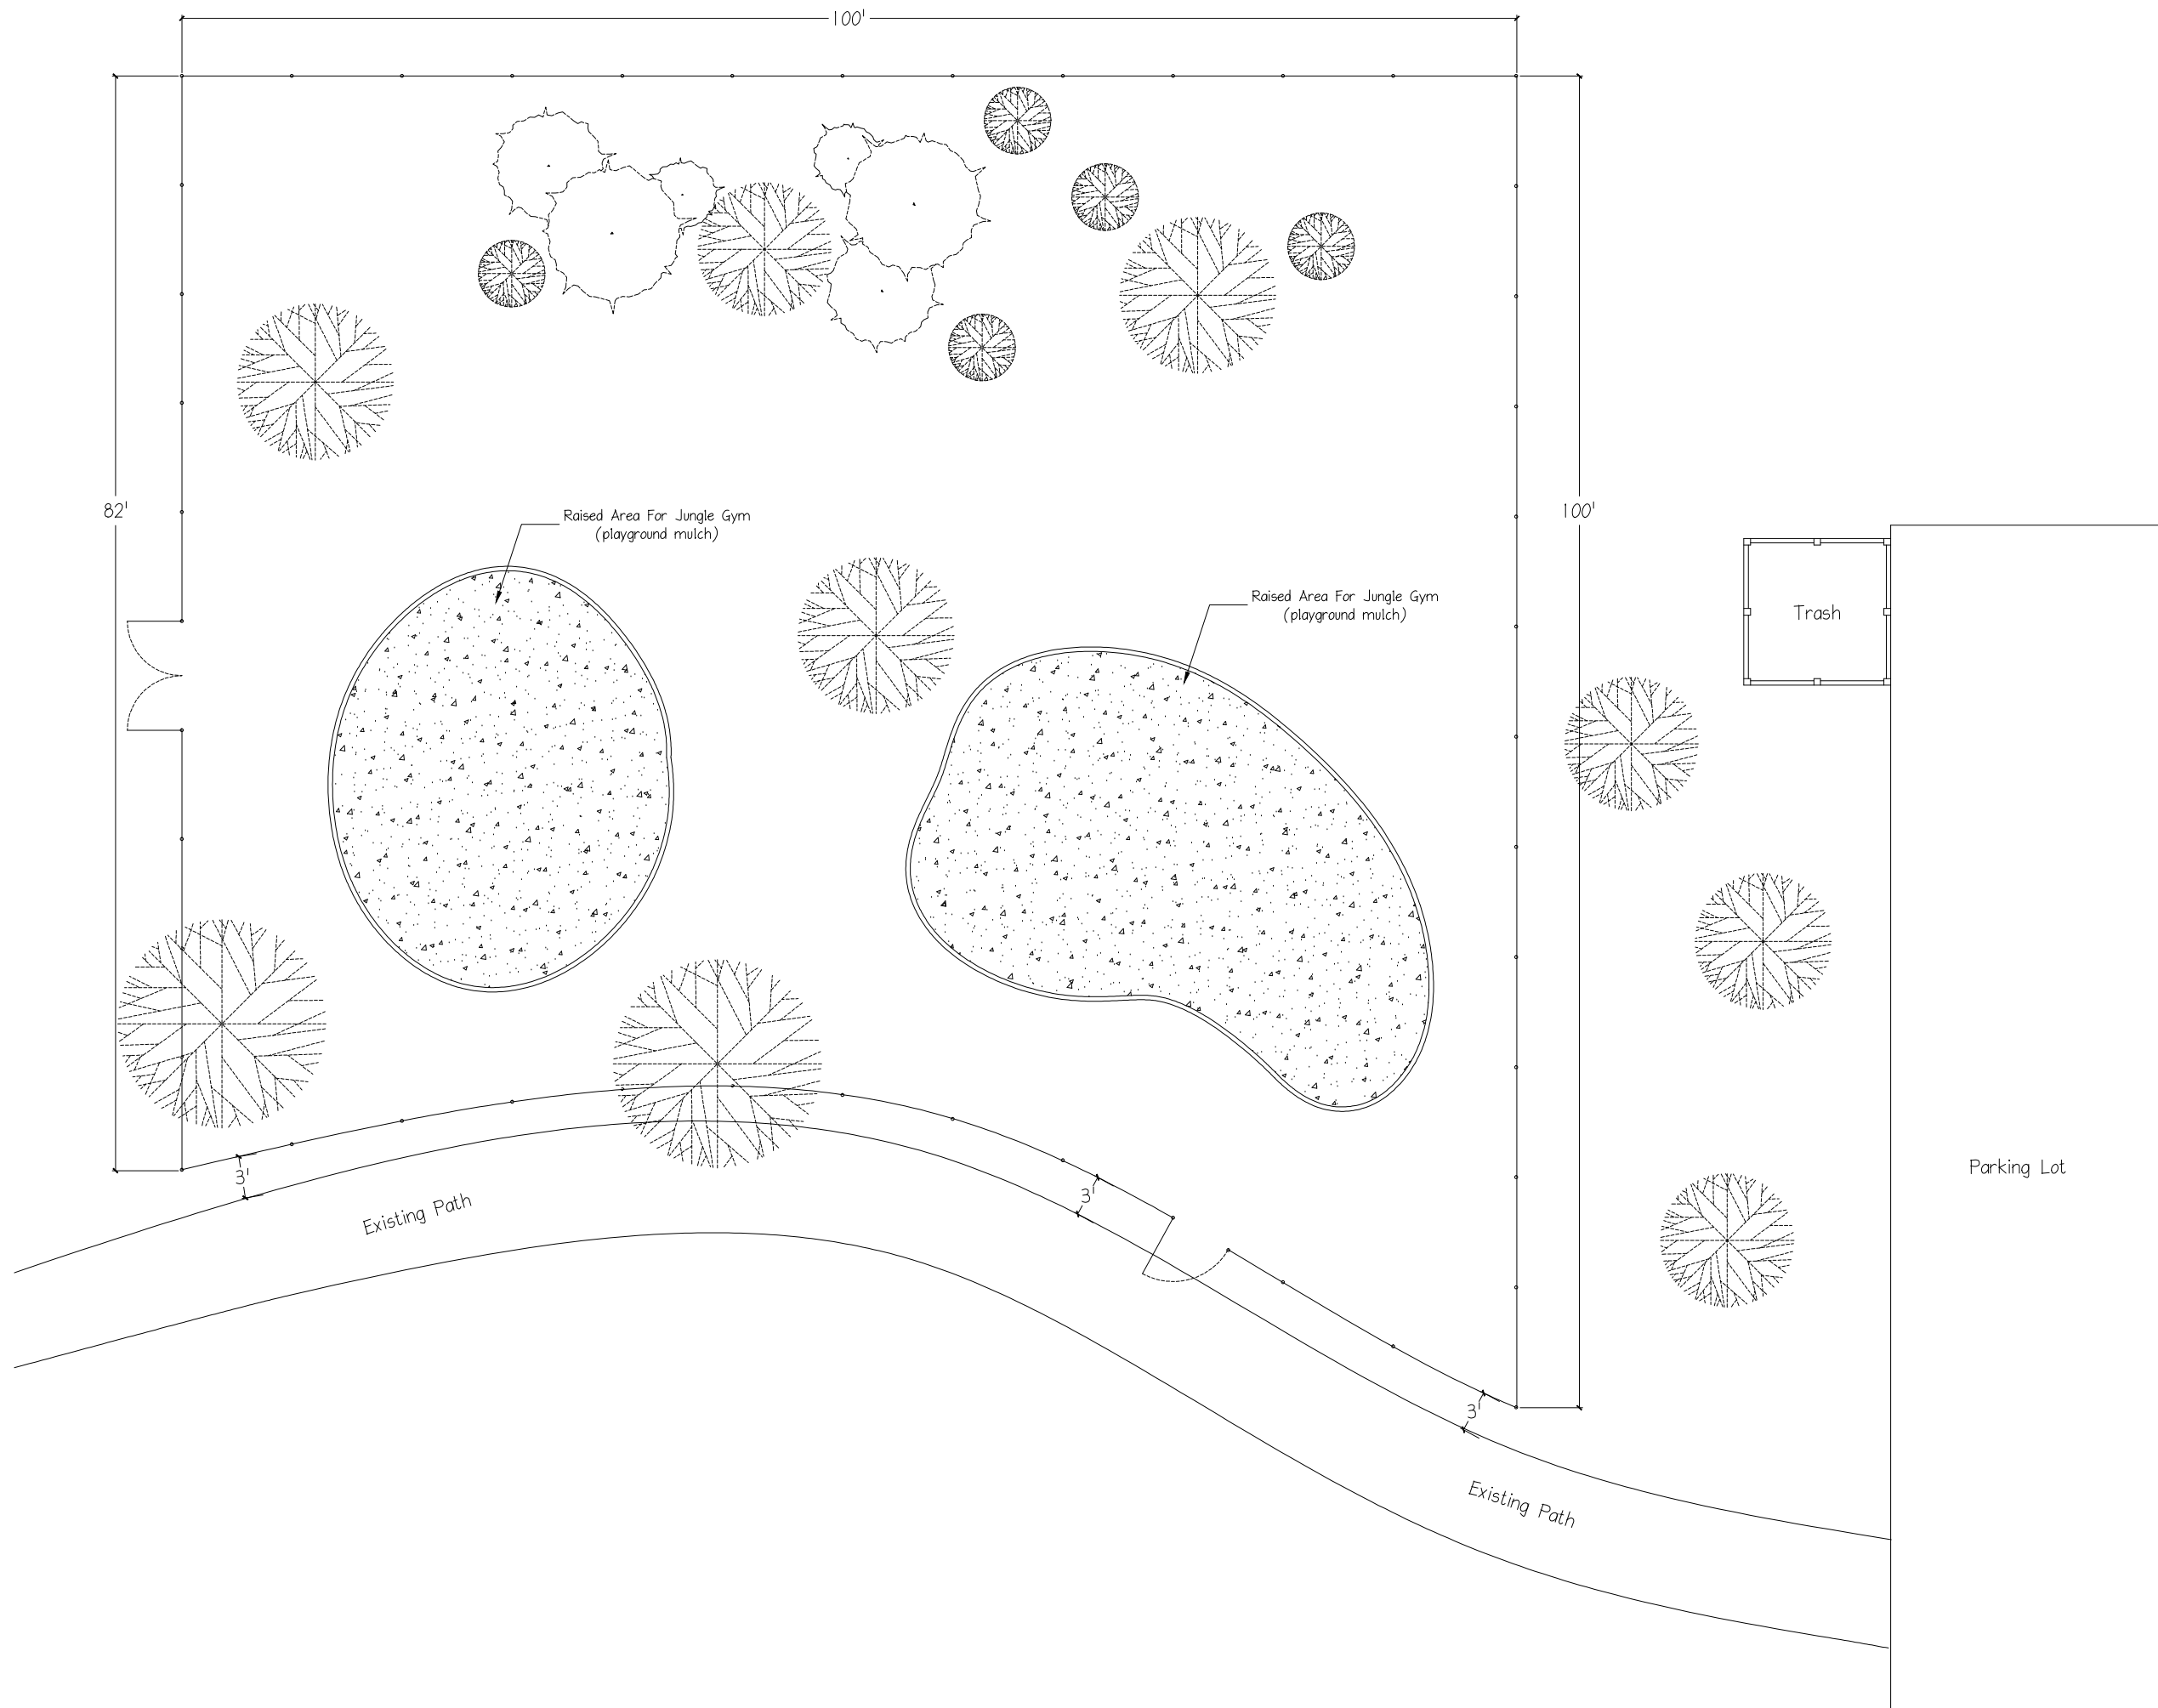 100'
82'
100'
Raised Area For Jungle Gym
(playground mulch)
Raised Area For Jungle Gym
(playground mulch)
Trash
Parking Lot
3'
3'
Existing Path
3'
Existing Path